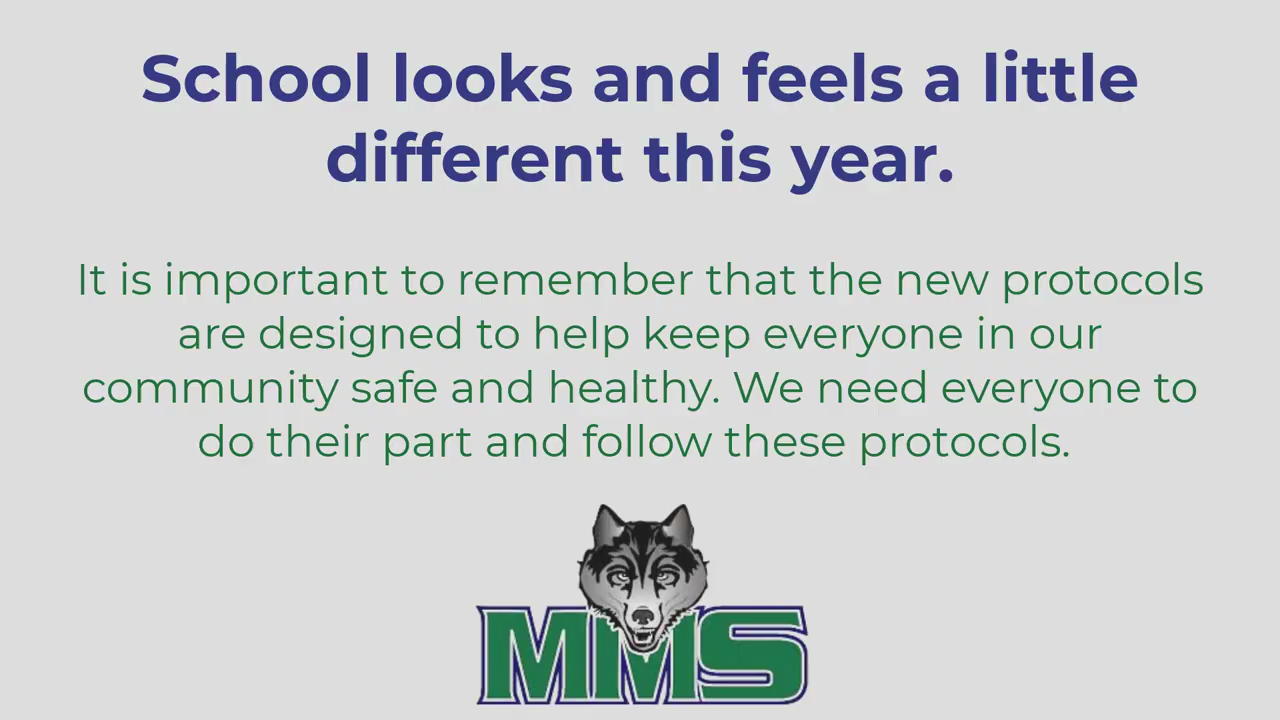 School looks and feels a little
different this year.
It is important to remember that the new protocols
are designed to help keep everyone in our
community safe and healthy. We need everyone to
do their part and follow these protocols.
MMS